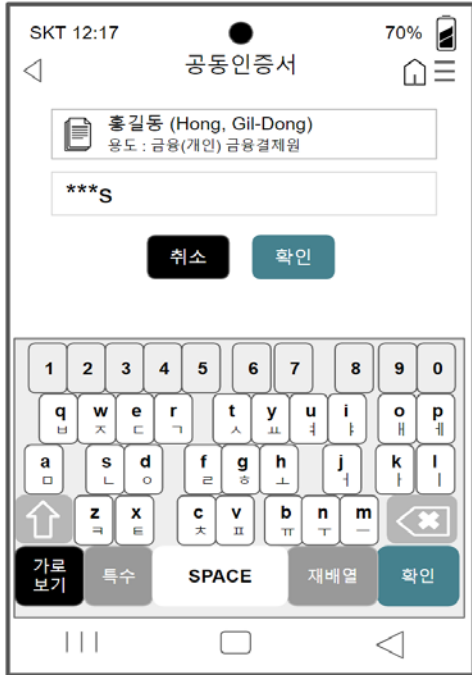 SKT 12:17 70%
공동인증서
홍길동 (Hong, Gil-Dong)
용도 : 금융(개인) 금융결제원
***s
취소 확인
1 2 3 4 5 6 7 8 9 0
q w e r t y u i o p
ㅂ ㅈ ㄷ ㄱ ㅅ ㅛ ㅕ ㅑ ㅐ ㅔ
a s d f g h j k l
ㅁ ㄴ ㅇ ㄹ ㅎ ㅗ ㅓ ㅏ ㅣ
z x c v b n m
ㅋ ㅌ ㅊ ㅍ ㅠ ㅜ ㅡ
가로
보기 특수 SPACE 재배열 확인